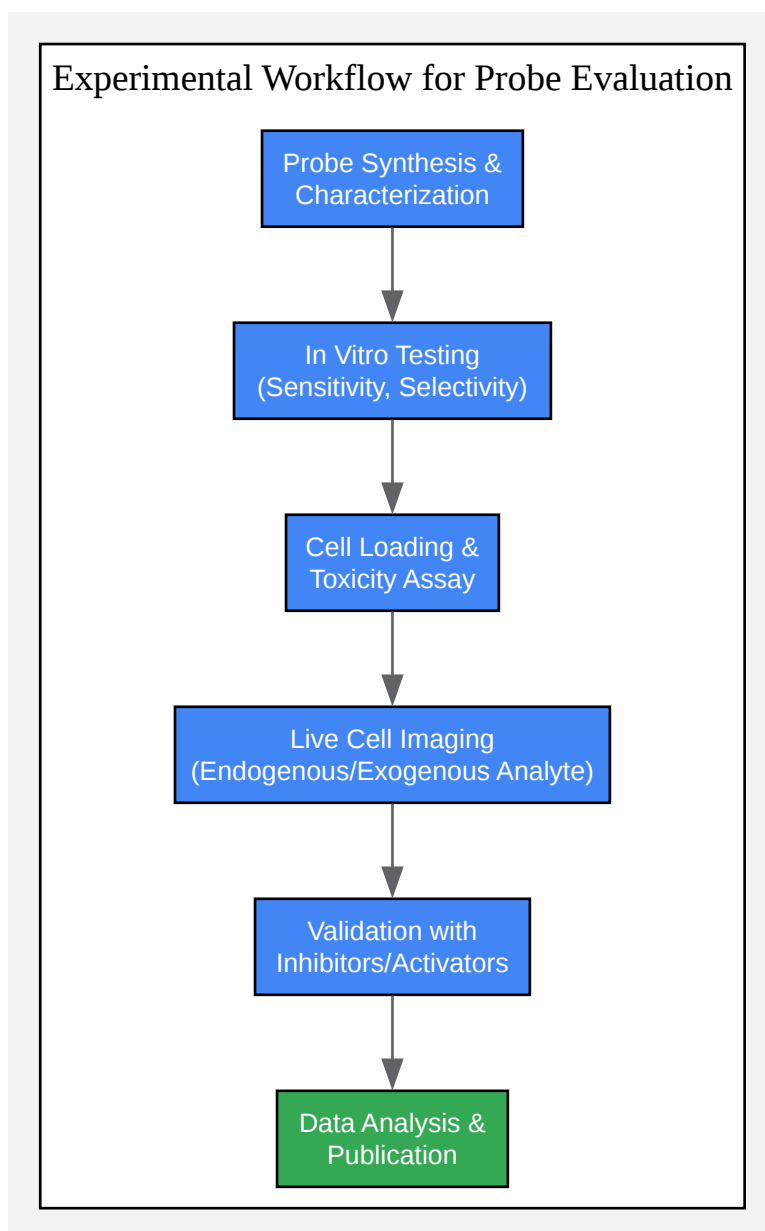 Experimental Workflow for Probe Evaluation
Probe Synthesis &
Characterization
In Vitro Testing
(Sensitivity, Selectivity)
Cell Loading &
Toxicity Assay
Live Cell Imaging
(Endogenous/Exogenous Analyte)
Validation with
Inhibitors/Activators
Data Analysis &
Publication